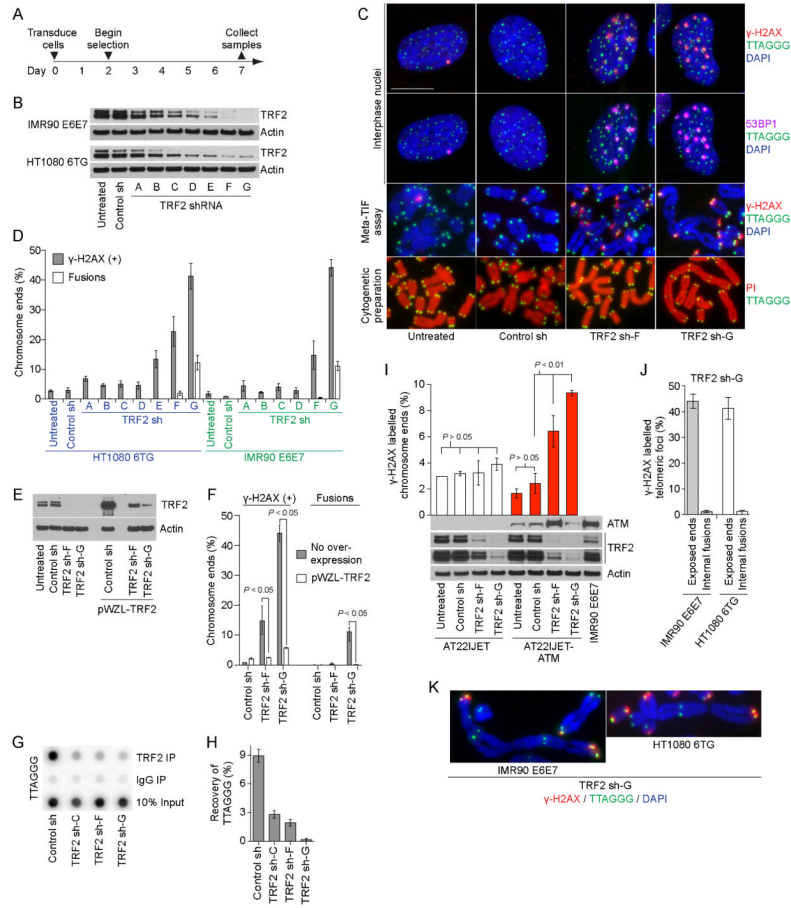 A
Transduce cells
Begin selection
Collect samples
Day 0 1 2 3 4 5 6 7
B
IMR90 E6E7
TRF2
Actin
HT1080 6TG
TRF2
Actin
Untreated
Control sh
A B C D E F G
TRF2 shRNA
C
Interphase nuclei
γ-H2AX
TTAGGG
DAPI
53BP1
TTAGGG
DAPI
Meta-TIF assay
γ-H2AX
TTAGGG
DAPI
Cytogenetic preparation
PI
TTAGGG
Untreated
Control sh
TRF2 sh-F
TRF2 sh-G
D
Chromosome ends (%)
50
40
30
20
10
0
γ-H2AX (+)
Fusions
Untreated
Control sh
A B C D E F G
TRF2 sh
HT1080 6TG
Untreated
Control sh
A B C D E F G
TRF2 sh
IMR90 E6E7
E
TRF2
Actin
Untreated
Control sh
TRF2 sh-F
TRF2 sh-G
Control sh
TRF2 sh-F
TRF2 sh-G
pWZL-TRF2
F
γ-H2AX (+)
Fusions
Chromosome ends (%)
50
40
30
20
10
0
P < 0.05
P < 0.05
P < 0.05
No over-expression
pWZL-TRF2
Control sh
TRF2 sh-F
TRF2 sh-G
Control sh
TRF2 sh-F
TRF2 sh-G
G
TTAGGG
TRF2 IP
IgG IP
10% Input
Control sh
TRF2 sh-C
TRF2 sh-F
TRF2 sh-G
H
Recovery of TTAGGG (%)
9
6
3
0
Control sh
TRF2 sh-C
TRF2 sh-F
TRF2 sh-G
I
γ-H2AX labelled chromosome ends (%)
10
8
6
4
2
0
P > 0.05
P > 0.05
P < 0.01
ATM
TRF2
Actin
Untreated
Control sh
TRF2 sh-F
TRF2 sh-G
Untreated
Control sh
TRF2 sh-F
TRF2 sh-G
IMR90 E6E7
AT22IJET
AT22IJET-ATM
J
TRF2 sh-G
γ-H2AX labelled telomeric foci (%)
50
40
30
20
10
0
Exposed ends
Internal fusions
Exposed ends
Internal fusions
IMR90 E6E7
HT1080 6TG
K
IMR90 E6E7
HT1080 6TG
TRF2 sh-G
γ-H2AX / TTAGGG / DAPI